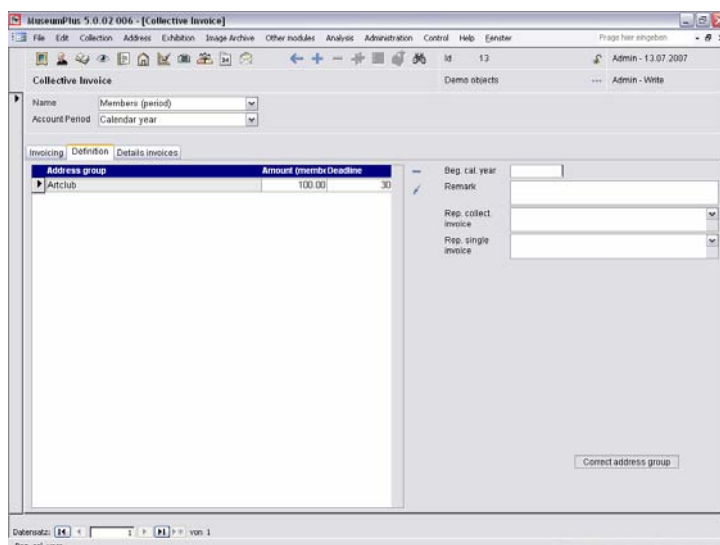 MuseumPlus 5.0.02 006 - [Collective Invoice]
File Edit Collection Address Exhibition Image Archive Other modules Analysis Administration Control Help Fenster Frage hier eingeben
Id 13 Admin - 13.07.2007
Collective Invoice Demo objects Admin - Write
Name Members (period)
Account Period Calendar year
Invoicing Definition Details invoices
Address group Amount (membe Deadline Beg. cal. year
Artclub 100.00 30 Remark
Rep. collect. invoice
Rep. single invoice
Correct address group
Datensatz: 1 von 1
Beg. cal. year